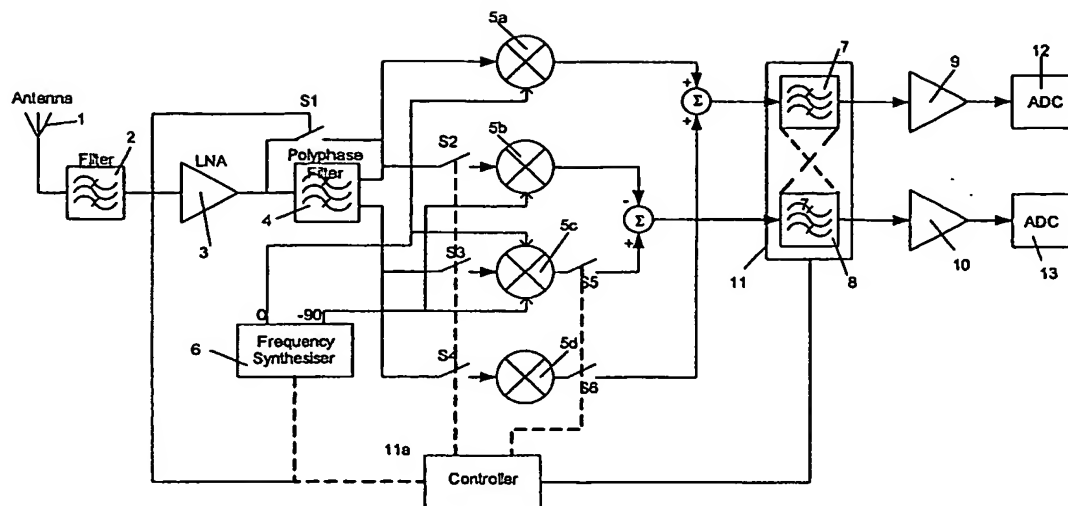 5a
7
12
9
ADC
Antenna
1
S1
+
Σ
+
2
Filter
LNA
Polyphase
Filter
S2
5b
4
3
-
Σ
+
7
ADC
S3
5c
S5
11
8
10
13
0
-90
6
Frequency
Synthesiser
S4
5d
S6
11a
Controller